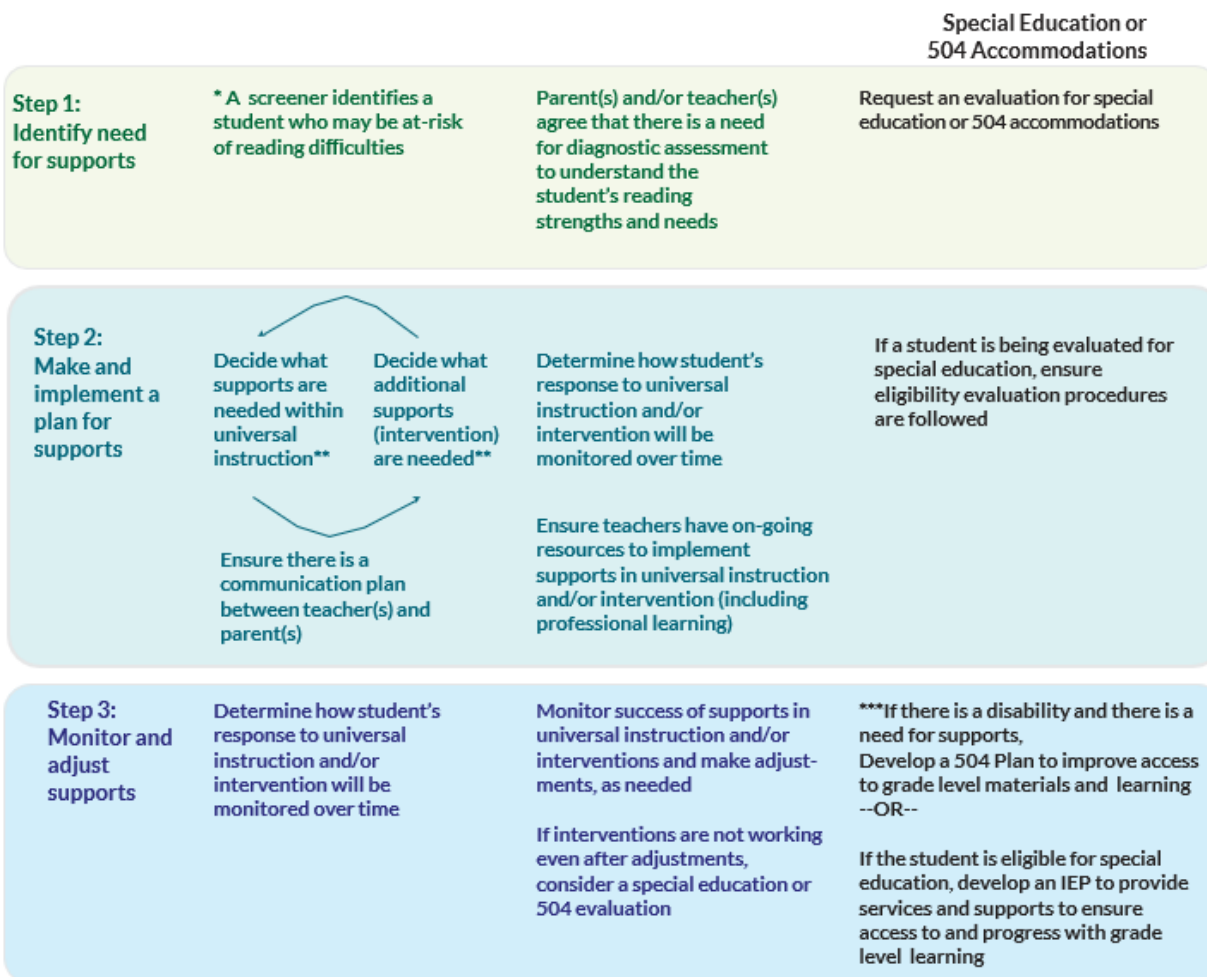 Special Education or
504 Accommodations
Step 1:
Identify need
for supports
* A screener identifies a
student who may be at-risk
of reading difficulties
Parent(s) and/or teacher(s)
agree that there is a need
for diagnostic assessment
to understand the
student's reading
strengths and needs
Request an evaluation for special
education or 504 accommodations
Step 2:
Make and
implement a
plan for
supports
Decide what
supports are
needed within
universal
instruction**
Decide what
additional
supports
(intervention)
are needed**
Ensure there is a
communication plan
between teacher(s) and
parent(s)
Determine how student's
response to universal
instruction and/or
intervention will be
monitored over time
Ensure teachers have on-going
resources to implement
supports in universal instruction
and/or intervention (including
professional learning)
If a student is being evaluated for
special education, ensure
eligibility evaluation procedures
are followed
Step 3:
Monitor and
adjust
supports
Determine how student's
response to universal
instruction and/or
intervention will be
monitored over time
Monitor success of supports in
universal instruction and/or
interventions and make adjust-
ments, as needed
If interventions are not working
even after adjustments,
consider a special education or
504 evaluation
***If there is a disability and there is a
need for supports,
Develop a 504 Plan to improve access
to grade level materials and learning
--OR--
If the student is eligible for special
education, develop an IEP to provide
services and supports to ensure
access to and progress with grade
level learning